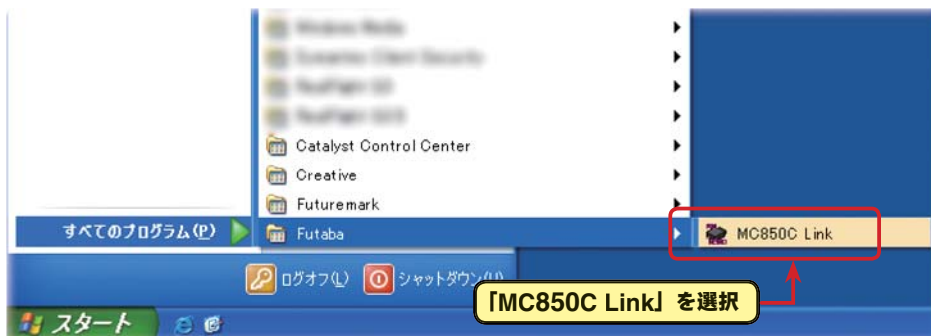 Catalyst Control Center
Creative
Futuremark
すべてのプログラム(P)
Futaba
MC850C Link
ログオフ(L)
シャットダウン(U)
「MC850C Link」を選択
スタート